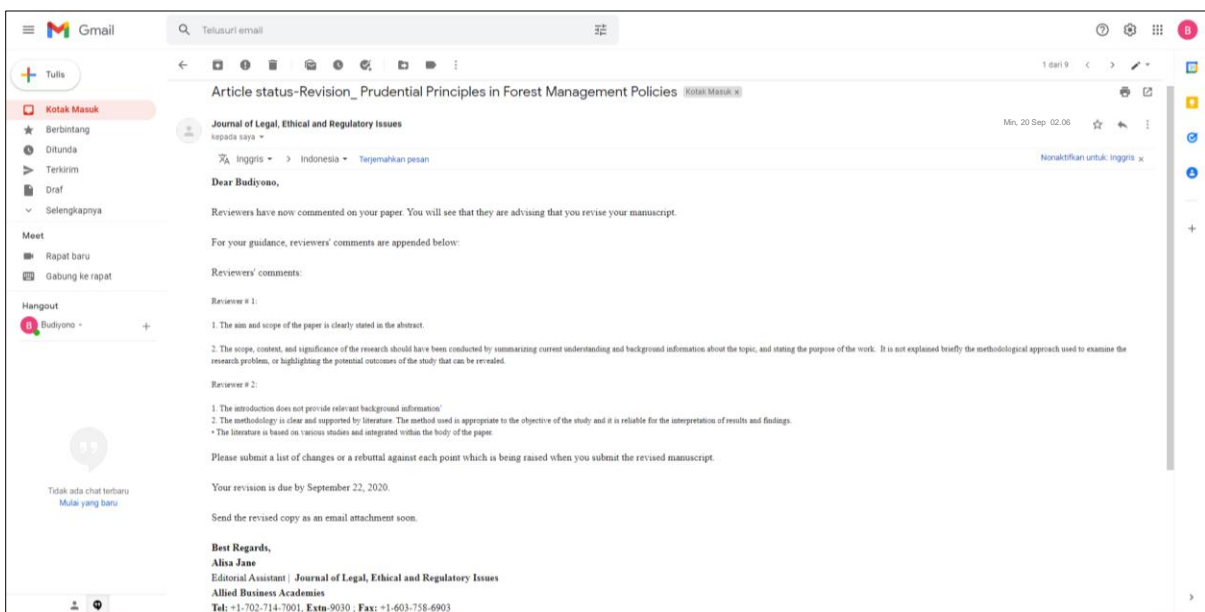 Gmail
Telusuri email
B
Tulis
1 dari 9
Kotak Masuk
Berbintang
Ditunda
Terkirim
Draf
Selengkapnya
Meet
Rapat baru
Gabung ke rapat
Hangout
B Budiyono
Tidak ada chat terbaru
Mulai yang baru
Article status-Revision_ Prudential Principles in Forest Management Policies Kotak Masuk x
Journal of Legal, Ethical and Regulatory Issues
Min, 20 Sep 02.06
kepada saya
Inggris > Indonesia Terjemahkan pesan
Nonaktifkan untuk: Inggris x
Dear Budiyono,
Reviewers have now commented on your paper. You will see that they are advising that you revise your manuscript.
For your guidance, reviewers' comments are appended below:
Reviewers' comments:
Reviewer # 1:
1. The aim and scope of the paper is clearly stated in the abstract.
2. The scope, context, and significance of the research should have been conducted by summarizing current understanding and background information about the topic, and stating the purpose of the work. It is not explained briefly the methodological approach used to examine the
research problem, or highlighting the potential outcomes of the study that can be revealed.
Reviewer # 2:
1. The introduction does not provide relevant background information'
2. The methodology is clear and supported by literature. The method used is appropriate to the objective of the study and it is reliable for the interpretation of results and findings.
• The literature is based on various studies and integrated within the body of the paper.
Please submit a list of changes or a rebuttal against each point which is being raised when you submit the revised manuscript.
Your revision is due by September 22, 2020.
Send the revised copy as an email attachment soon.
Best Regards,
Alisa Jane
Editorial Assistant | Journal of Legal, Ethical and Regulatory Issues
Allied Business Academies
Tel: +1-702-714-7001, Extn-9030 ; Fax: +1-603-758-6903